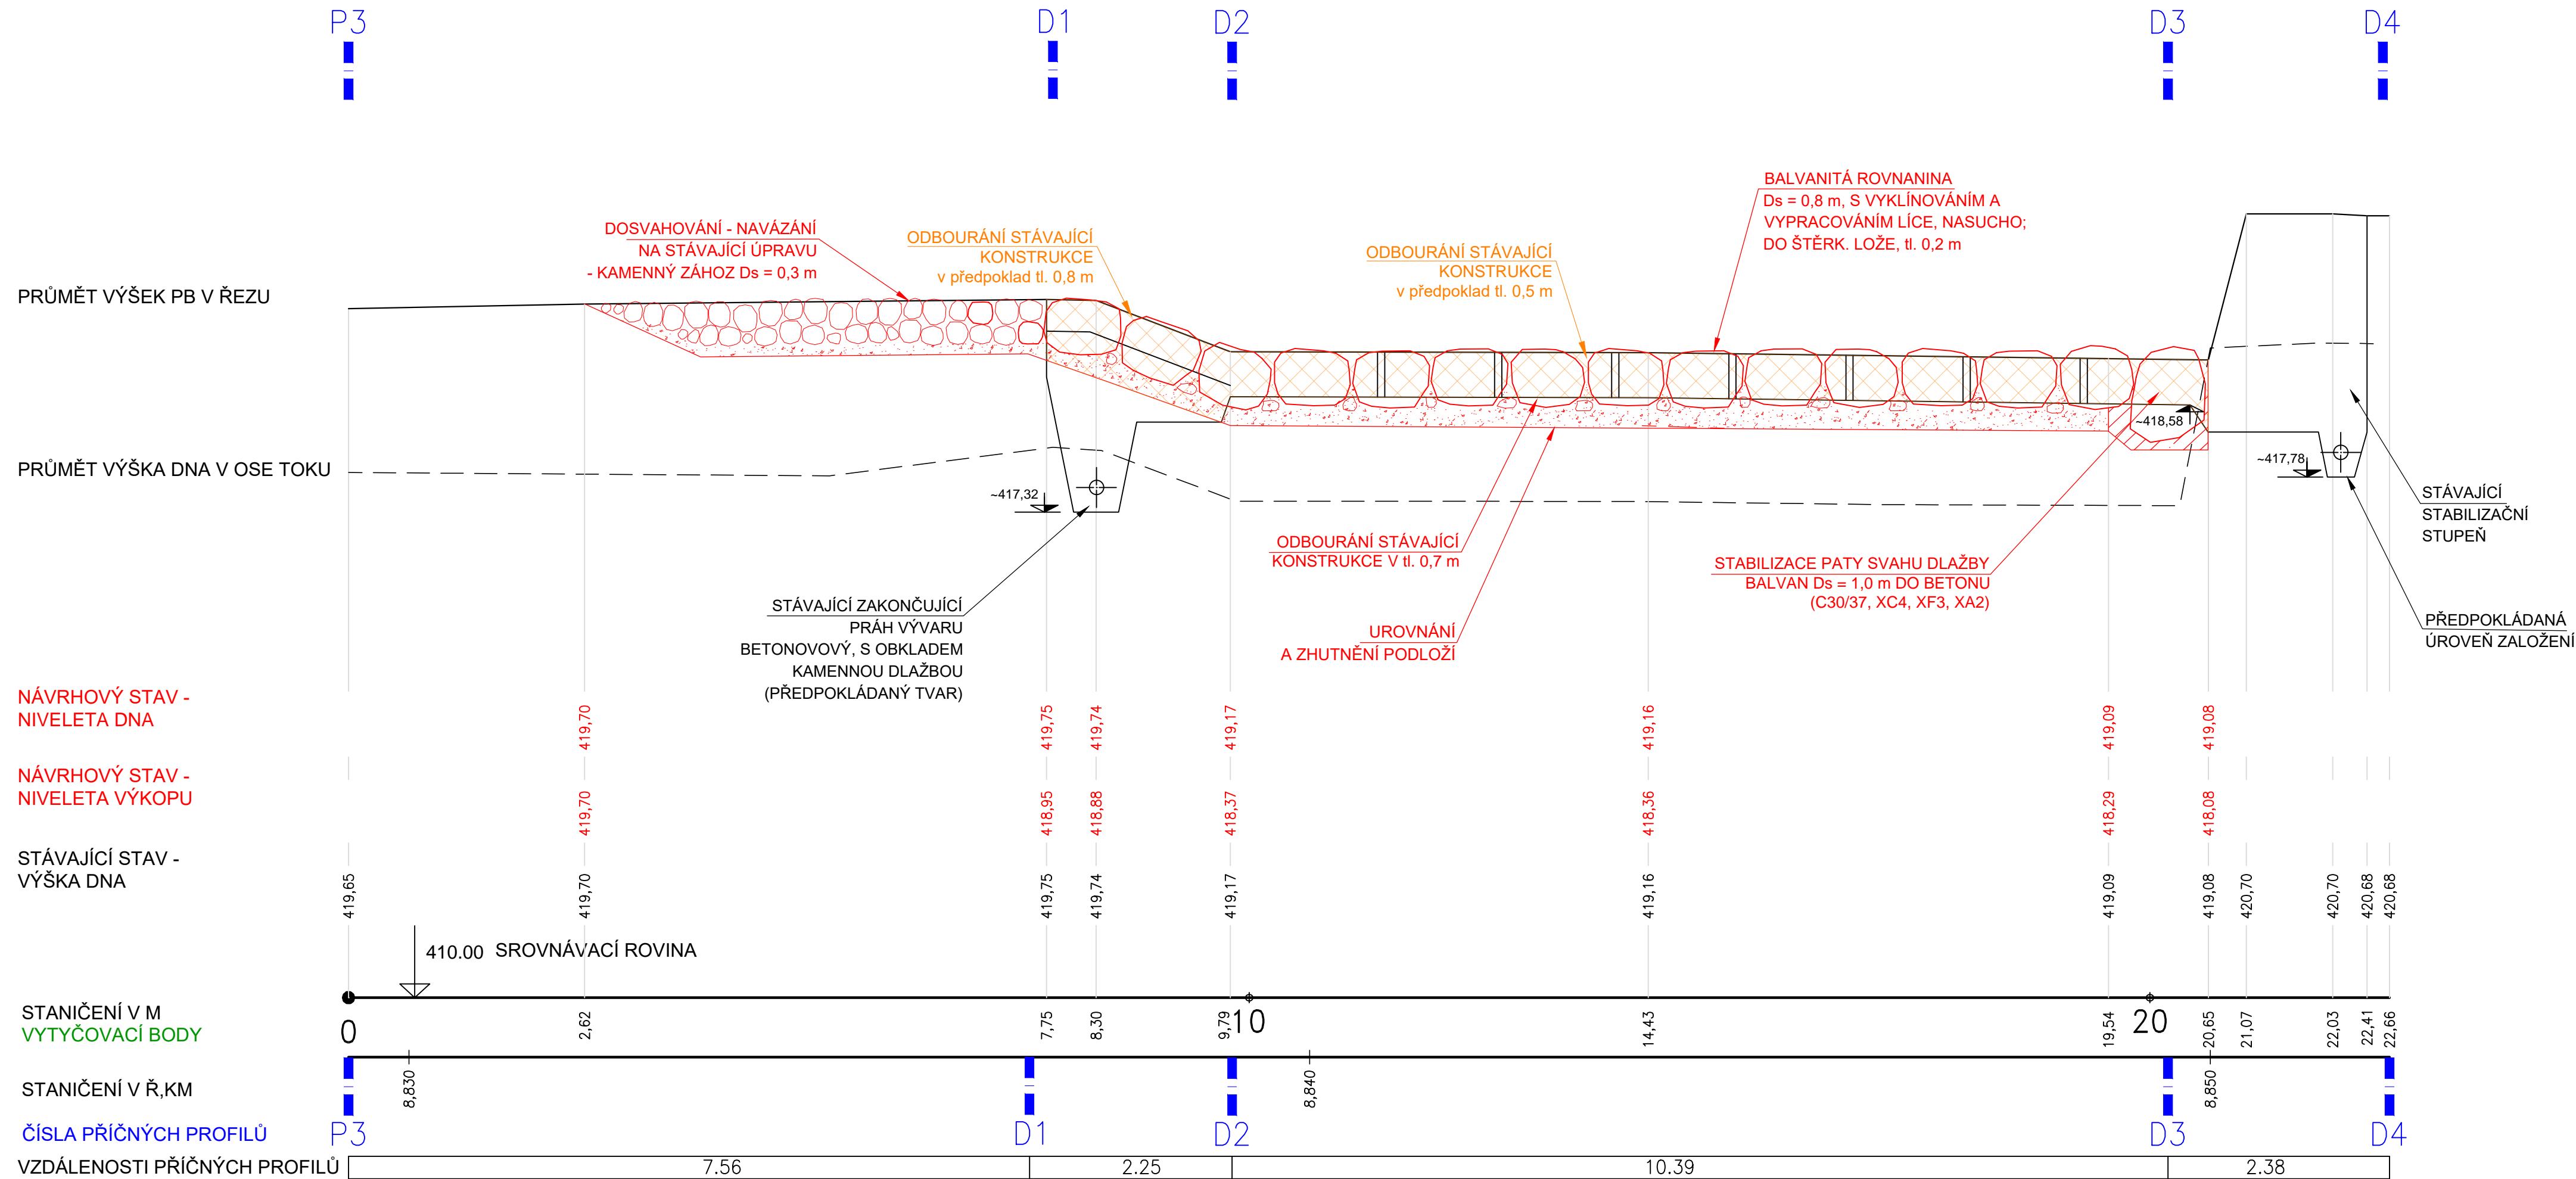 P3
D1
D2
D3
D4
BALVANITÁ ROVNANINA
Ds = 0,8 m, S VYKLÍNOVÁNÍM A
VYPRACOVÁNÍM LÍCE, NASUCHO;
DO ŠTĚRK. LOŽE, tl. 0,2 m
DOSVAHOVÁNÍ - NAVÁZÁNÍ
NA STÁVAJÍCÍ ÚPRAVU
- KAMENNÝ ZÁHOZ Ds = 0,3 m
ODBOURÁNÍ STÁVAJÍCÍ
KONSTRUKCE
v předpoklad tl. 0,8 m
ODBOURÁNÍ STÁVAJÍCÍ
KONSTRUKCE
v předpoklad tl. 0,5 m
PRŮMĚT VÝŠEK PB V ŘEZU
PRŮMĚT VÝŠKA DNA V OSE TOKU
~418,58
~417,78
~417,32
STÁVAJÍCÍ
STABILIZAČNÍ
STUPEŇ
ODBOURÁNÍ STÁVAJÍCÍ
KONSTRUKCE V tl. 0,7 m
STABILIZACE PATY SVAHU DLAŽBY
BALVAN Ds = 1,0 m DO BETONU
(C30/37, XC4, XF3, XA2)
STÁVAJÍCÍ ZAKONČUJÍCÍ
PRÁH VÝVARU
BETONOVOVÝ, S OBKLADEM
KAMENNOU DLAŽBOU
(PŘEDPOKLÁDANÝ TVAR)
UROVNÁNÍ
A ZHUTNĚNÍ PODLOŽÍ
PŘEDPOKLÁDANÁ
ÚROVEŇ ZALOŽENÍ
NÁVRHOVÝ STAV -
NIVELETA DNA
419,70
419,75
419,74
419,17
419,16
419,09
419,08
NÁVRHOVÝ STAV -
NIVELETA VÝKOPU
419,70
418,95
418,88
418,37
418,36
418,29
418,08
STÁVAJÍCÍ STAV -
VÝŠKA DNA
419,65
419,70
419,75
419,74
419,17
419,16
419,09
419,08
420,70
420,70
420,68
420,68
410.00 SROVNÁVACÍ ROVINA
STANIČENÍ V M
VYTYČOVACÍ BODY
0
2,62
7,75
8,30
9,79
10
14,43
19,54
20
20,65
21,07
22,03
22,41
22,66
STANIČENÍ V Ř,KM
8,830
8,840
8,850
ČÍSLA PŘÍČNÝCH PROFILŮ
P3
D1
D2
D3
D4
VZDÁLENOSTI PŘÍČNÝCH PROFILŮ
7.56
2.25
10.39
2.38